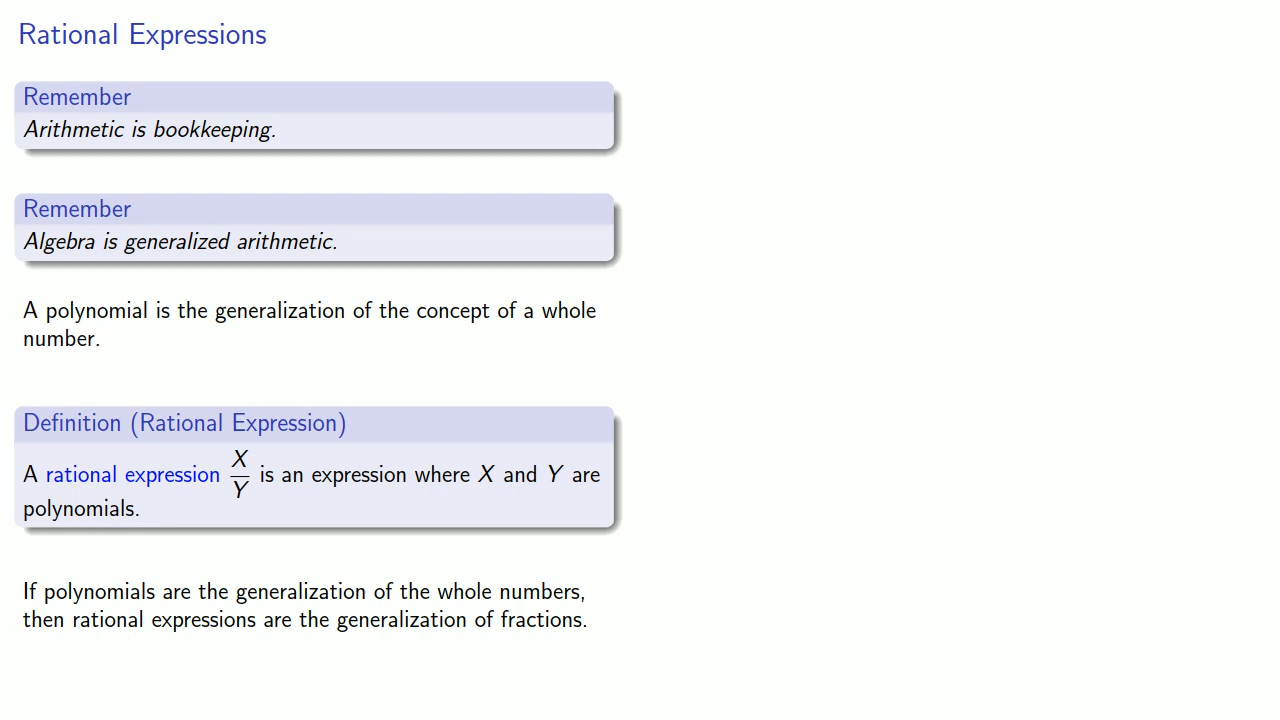 Rational Expressions
Remember
Arithmetic is bookkeeping.
Remember
Algebra is generalized arithmetic.
A polynomial is the generalization of the concept of a whole
number.
Definition (Rational Expression)
A rational expression X/Y is an expression where X and Y are
polynomials.
If polynomials are the generalization of the whole numbers,
then rational expressions are the generalization of fractions.